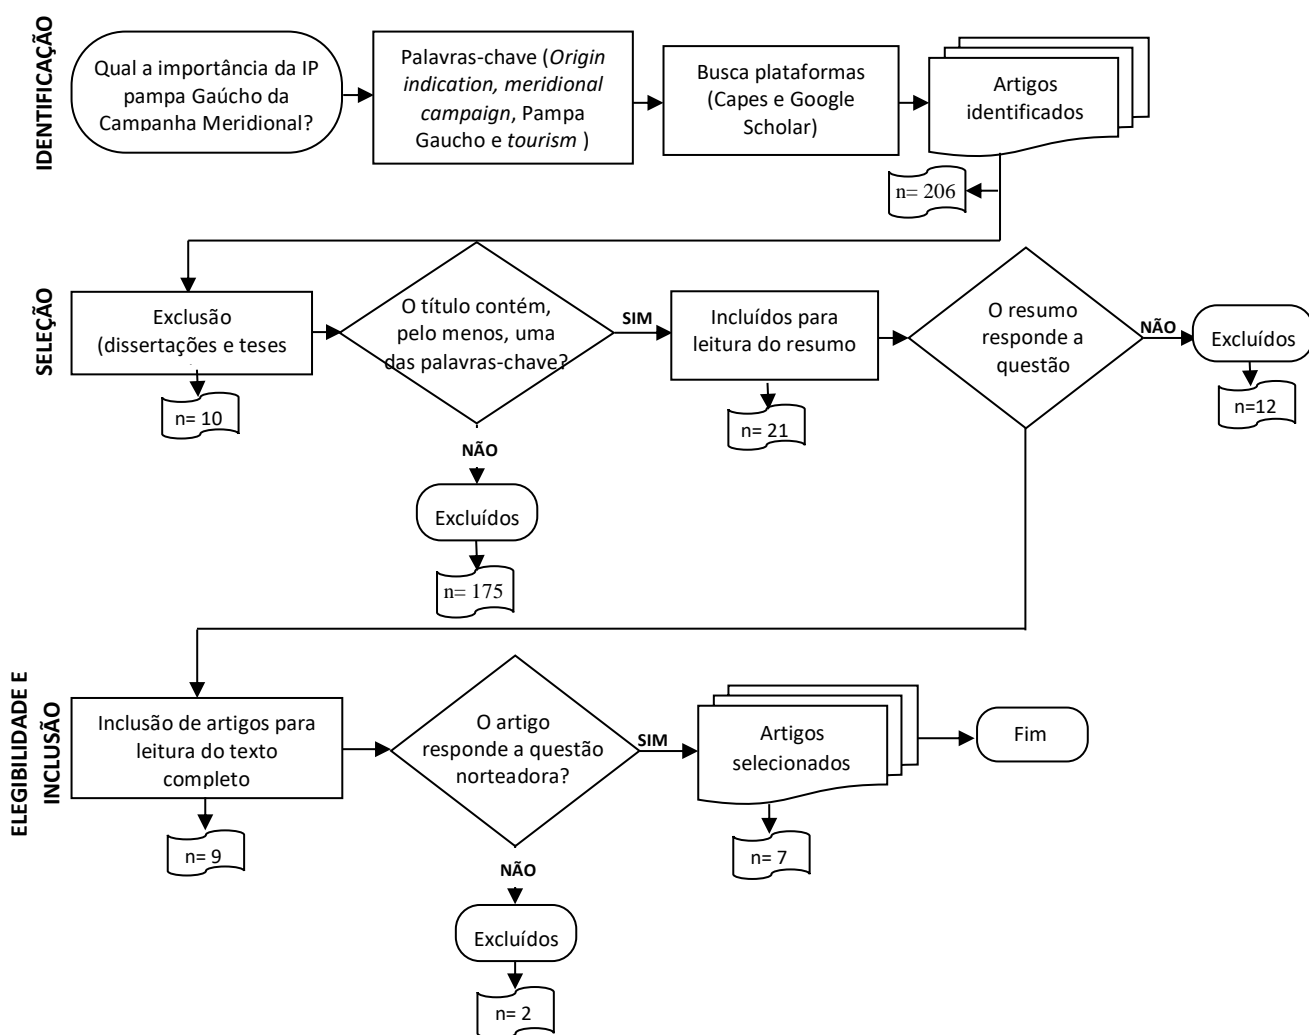 IDENTIFICAÇÃO
Qual a importância da IP
pampa Gaúcho da
Campanha Meridional?
Palavras-chave (Origin
indication, meridional
campaign, Pampa
Gaucho e tourism )
Busca plataformas
(Capes e Google
Scholar)
Artigos
identificados
n= 206
SELEÇÃO
Exclusão
(dissertações e teses
n= 10
O título contém,
pelo menos, uma
das palavras-chave?
SIM
NÃO
Excluídos
n= 175
Incluídos para
leitura do resumo
n= 21
O resumo
responde a
questão
NÃO
Excluídos
n=12
ELEGIBILIDADE E
INCLUSÃO
Inclusão de artigos para
leitura do texto
completo
n= 9
O artigo
responde a questão
norteadora?
SIM
NÃO
Excluídos
n= 2
Artigos
selecionados
n= 7
Fim